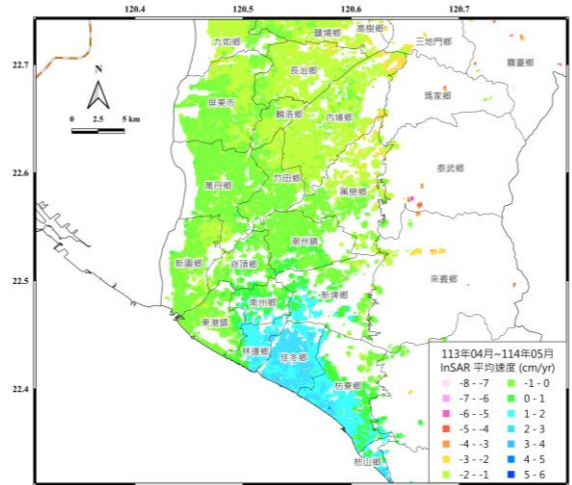 120.4 120.5 120.6 120.7
22.7
22.6
22.5
22.4
N
0 2.5 5 km
九如鄉
鹽埔鄉
高樹鄉
三地門鄉
霧臺鄉
長治鄉
屏東市
瑪家鄉
麟洛鄉
內埔鄉
泰武鄉
竹田鄉
萬丹鄉
萬巒鄉
潮州鎮
新園鄉
崁頂鄉
來義鄉
南州鄉
新埤鄉
東港鎮
林邊鄉
佳冬鄉
枋寮鄉
枋山鄉
113年04月~114年05月
InSAR 平均速度 (cm/yr)
-8 - -7
-7 - -6
-6 - -5
-5 - -4
-4 - -3
-3 - -2
-2 - -1
-1 - 0
0 - 1
1 - 2
2 - 3
3 - 4
4 - 5
5 - 6